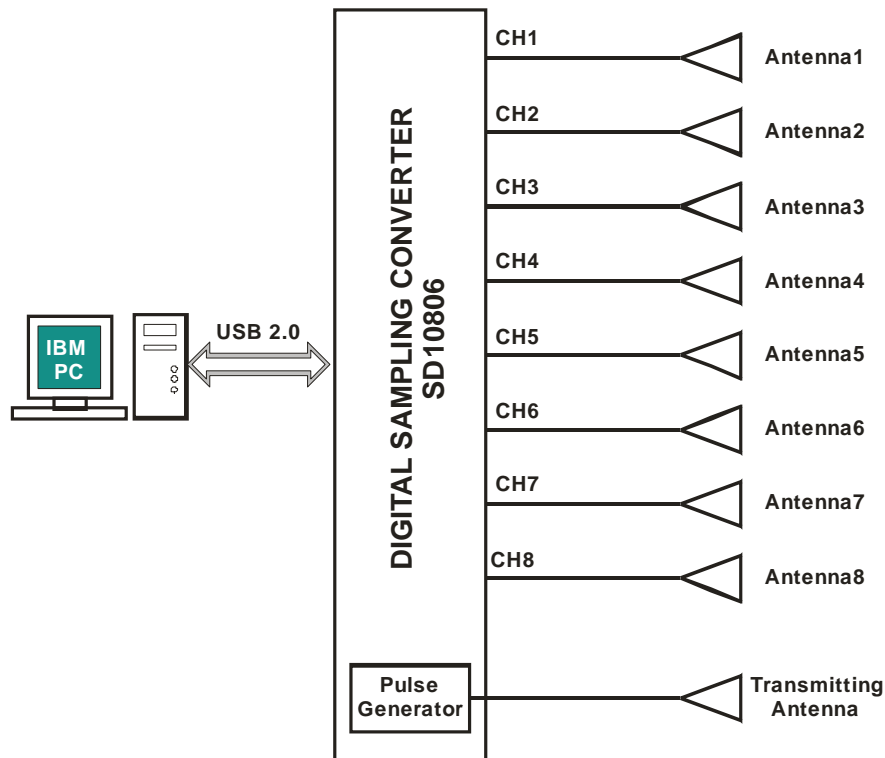 CH1
Antenna1
CH2
Antenna2
CH3
Antenna3
CH4
Antenna4
CH5
Antenna5
CH6
Antenna6
CH7
Antenna7
CH8
Antenna8
DIGITAL SAMPLING CONVERTER
SD10806
USB 2.0
IBM
PC
Pulse
Generator
Transmitting
Antenna